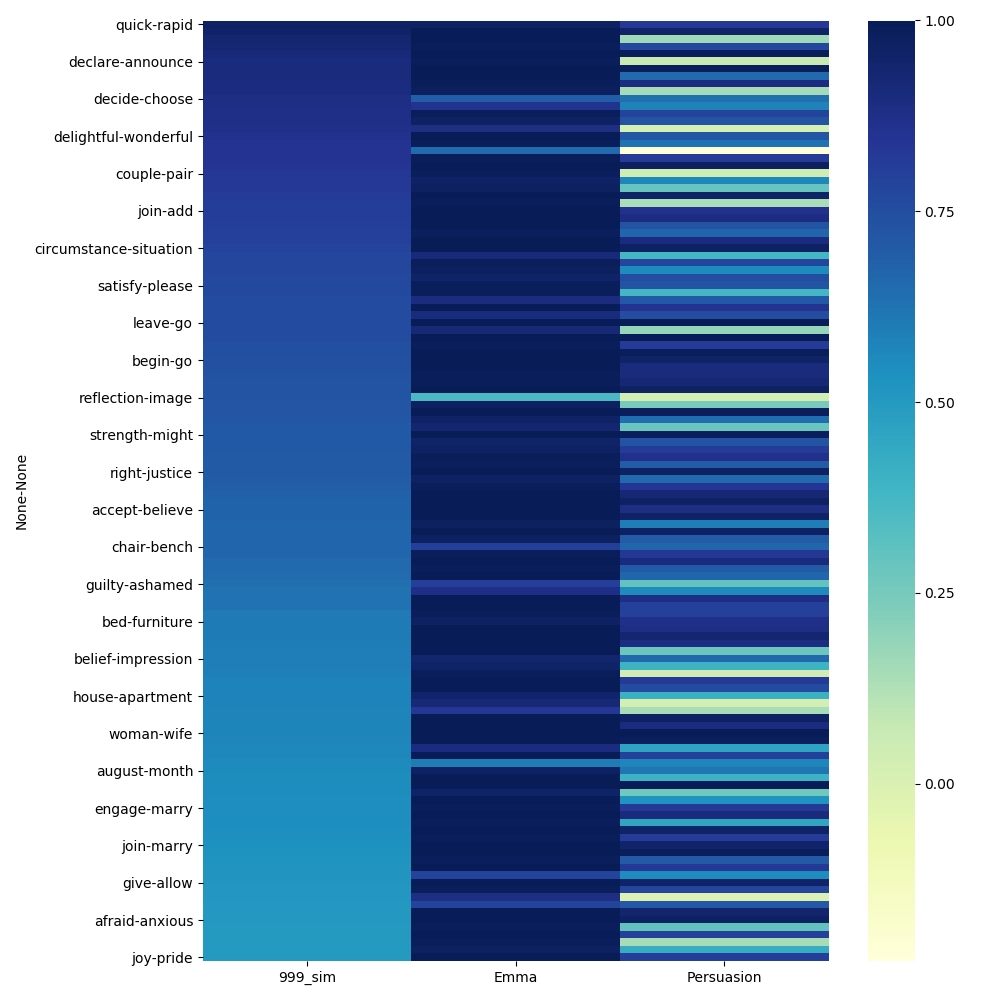 quick-rapid
declare-announce
decide-choose
delightful-wonderful
couple-pair
join-add
circumstance-situation
satisfy-please
leave-go
begin-go
reflection-image
strength-might
right-justice
accept-believe
chair-bench
guilty-ashamed
bed-furniture
belief-impression
house-apartment
woman-wife
august-month
engage-marry
join-marry
give-allow
afraid-anxious
joy-pride
None-None
999_sim Emma Persuasion
1.00
0.75
0.50
0.25
0.00